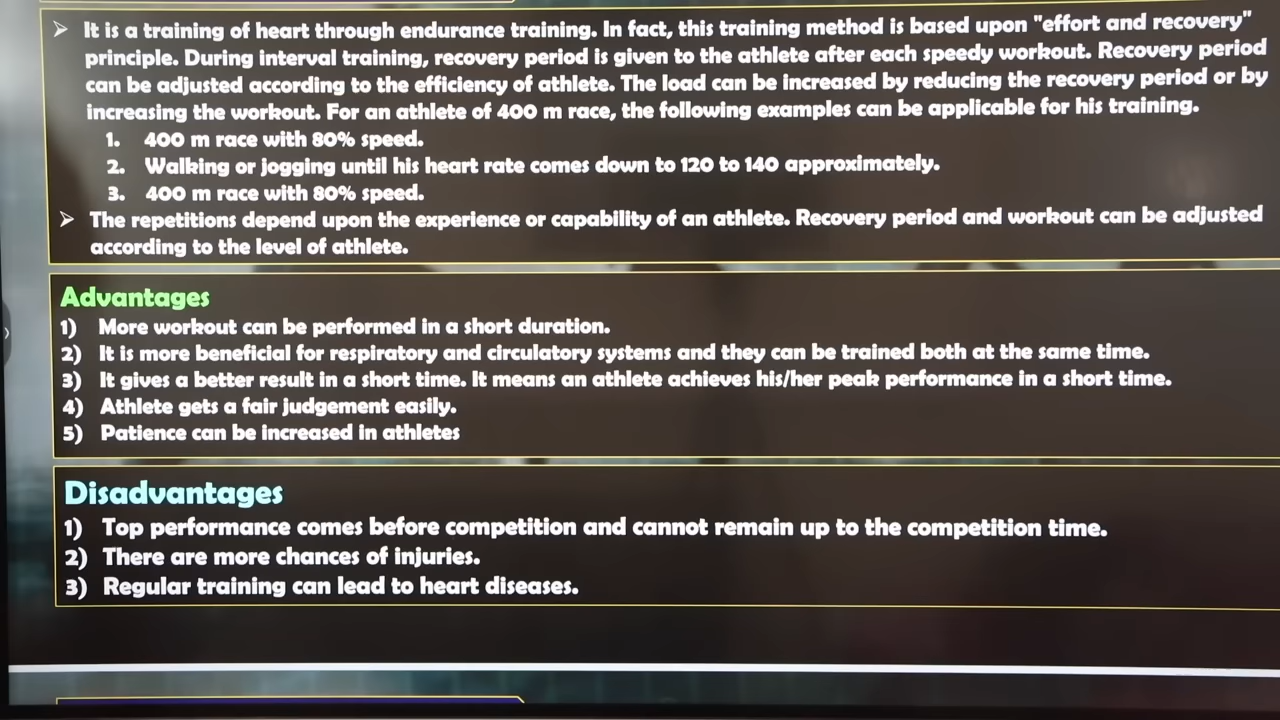 ➢ It is a training of heart through endurance training. In fact, this training method is based upon "effort and recovery"
principle. During interval training, recovery period is given to the athlete after each speedy workout. Recovery period
can be adjusted according to the efficiency of athlete. The load can be increased by reducing the recovery period or by
increasing the workout. For an athlete of 400 m race, the following examples can be applicable for his training.
1. 400 m race with 80% speed.
2. Walking or jogging until his heart rate comes down to 120 to 140 approximately.
3. 400 m race with 80% speed.
➢ The repetitions depend upon the experience or capability of an athlete. Recovery period and workout can be adjusted
according to the level of athlete.
Advantages
1) More workout can be performed in a short duration.
2) It is more beneficial for respiratory and circulatory systems and they can be trained both at the same time.
3) It gives a better result in a short time. It means an athlete achieves his/her peak performance in a short time.
4) Athlete gets a fair judgement easily.
5) Patience can be increased in athletes
Disadvantages
1) Top performance comes before competition and cannot remain up to the competition time.
2) There are more chances of injuries.
3) Regular training can lead to heart diseases.